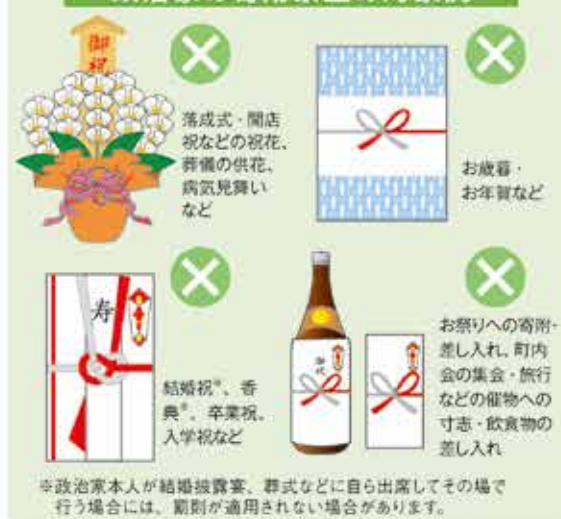 御祝
落成式・開店
祝などの祝花、
葬儀の供花、
病気見舞い
など
お歳暮・
お年賀など
寿
結婚祝※、香
典※、卒業祝、
入学祝など
お祭りへの寄附・
差し入れ、町内
会の集会・旅行
などの催物への
寸志・飲食物の
差し入れ
※政治家本人が結婚披露宴、葬式などに自ら出席してその場で
行う場合には、罰則が適用されない場合があります。